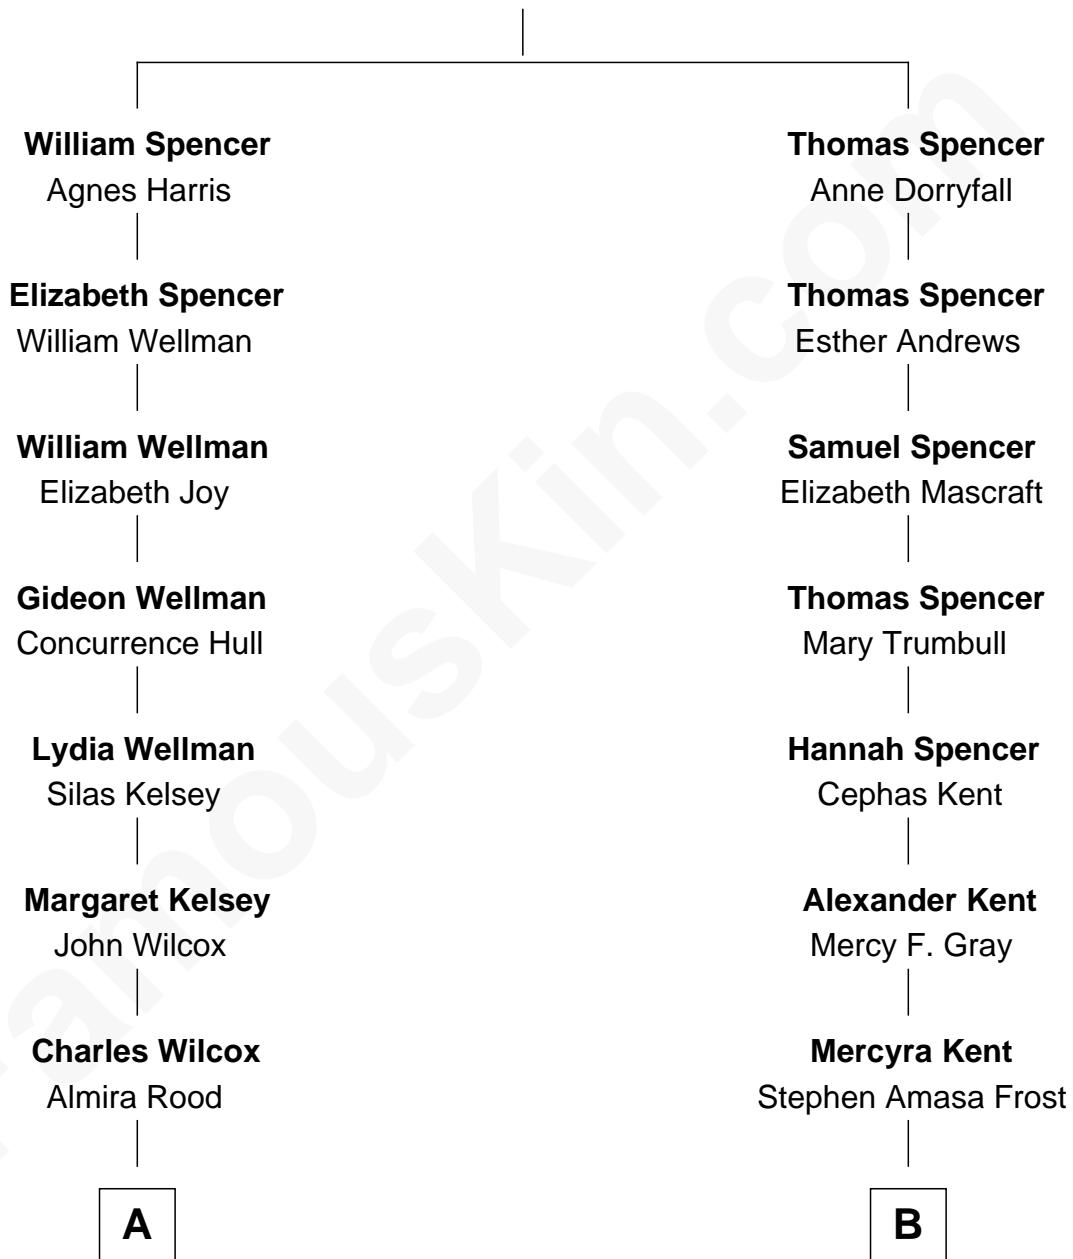 William Spencer
Agnes Harris
Elizabeth Spencer
William Wellman
William Wellman
Elizabeth Joy
Gideon Wellman
Concurrence Hull
Lydia Wellman
Silas Kelsey
Margaret Kelsey
John Wilcox
Charles Wilcox
Almira Rood
A
Thomas Spencer
Anne Dorryfall
Thomas Spencer
Esther Andrews
Samuel Spencer
Elizabeth Mascraft
Thomas Spencer
Mary Trumbull
Hannah Spencer
Cephas Kent
Alexander Kent
Mercy F. Gray
Mercyra Kent
Stephen Amasa Frost
B
FamousKin.com